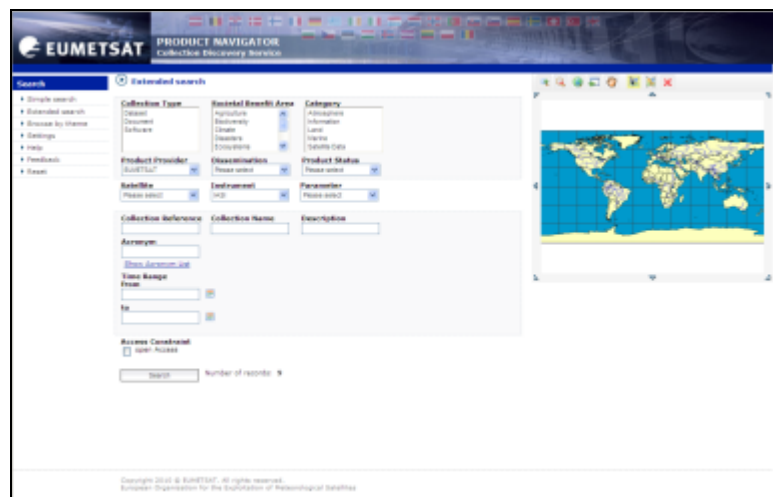 EUMETSAT
PRODUCT NAVIGATOR
Collection Discovery Service
Search
Simple search
Extended search
Browse by theme
Settings
Help
Feedback
Reset
Extended search
Collection Type
Dataset
Document
Software
Societal Benefit Area
Agriculture
Biodiversity
Climate
Disasters
Ecosystems
Category
Atmosphere
Information
Land
Marine
Satellite Data
Product Provider
EUMETSAT
Dissemination
Please select
Product Status
Please select
Satellite
Please select
Instrument
Parameter
Please select
Collection Reference
Collection Name
Description
Acronym
Show Acronym List
Time Range
From
to
Access Constraint
open Access
Search
Number of records: 9
Copyright 2010 @ EUMETSAT. All rights reserved.
European Organisation for the Exploitation of Meteorological Satellites